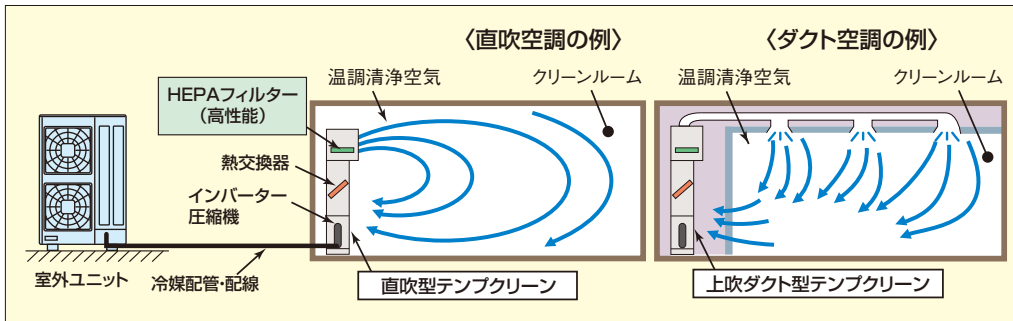 〈直吹空調の例〉
〈ダクト空調の例〉
温調清浄空気
クリーンルーム
温調清浄空気
クリーンルーム
HEPAフィルター
（高性能）
熱交換器
インバーター
圧縮機
室外ユニット
冷媒配管・配線
直吹型テンプクリーン
上吹ダクト型テンプクリーン